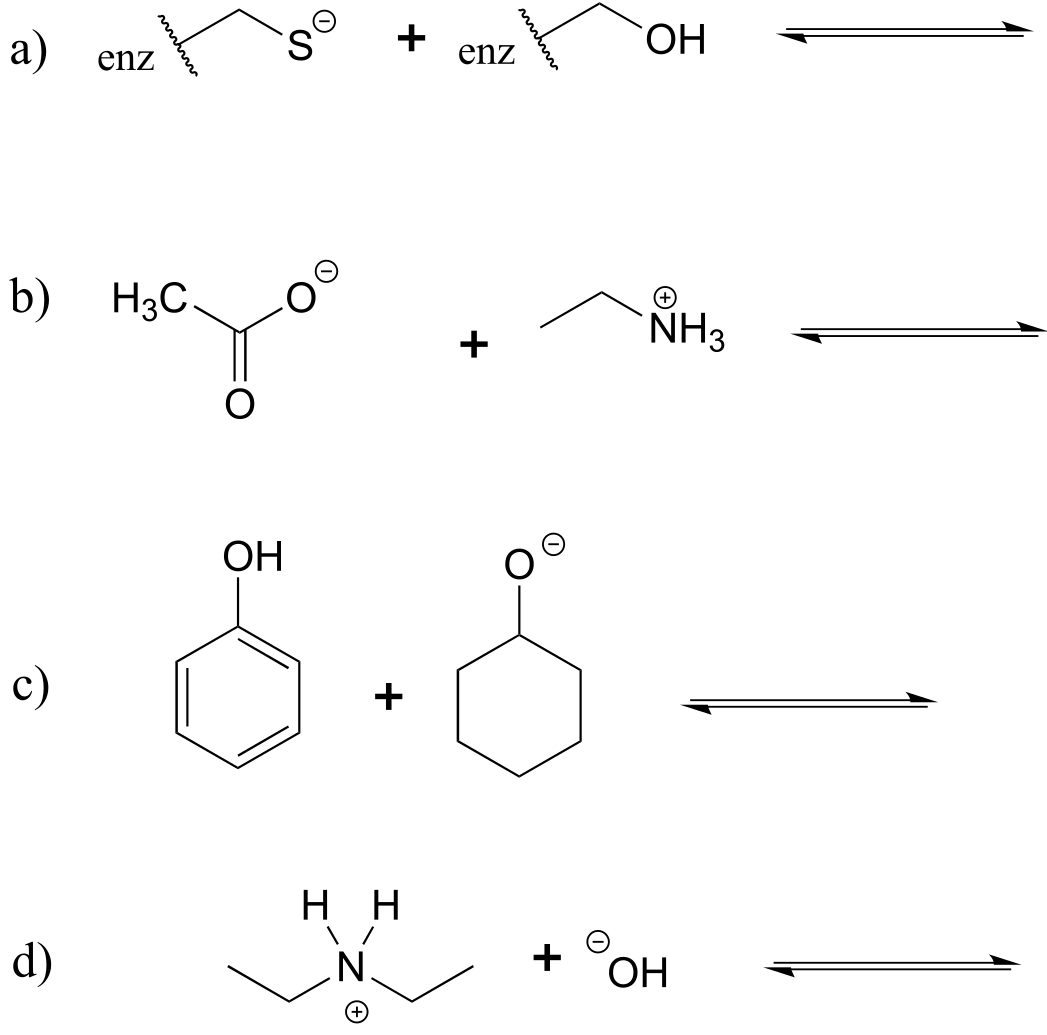 a) enz S⊖ + enz OH
b) H3C O⊖ O + NH3⊕
c) OH + O⊖
d) H H N⊕ + ⊖OH